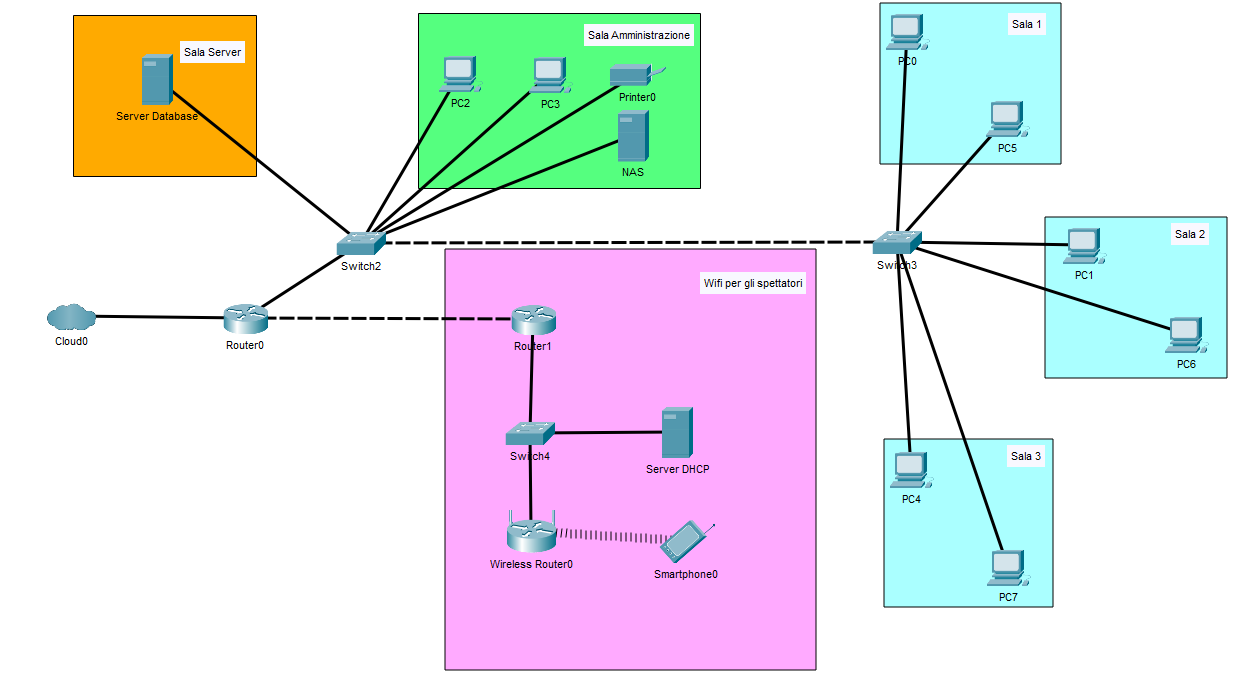 Sala Server
Server Database
Sala Amministrazione
PC2
PC3
Printer0
NAS
Sala 1
PC0
PC5
Switch2
Switch3
Sala 2
PC1
PC6
Cloud0
Router0
Wifi per gli spettatori
Router1
Switch4
Server DHCP
Wireless Router0
Smartphone0
Sala 3
PC4
PC7